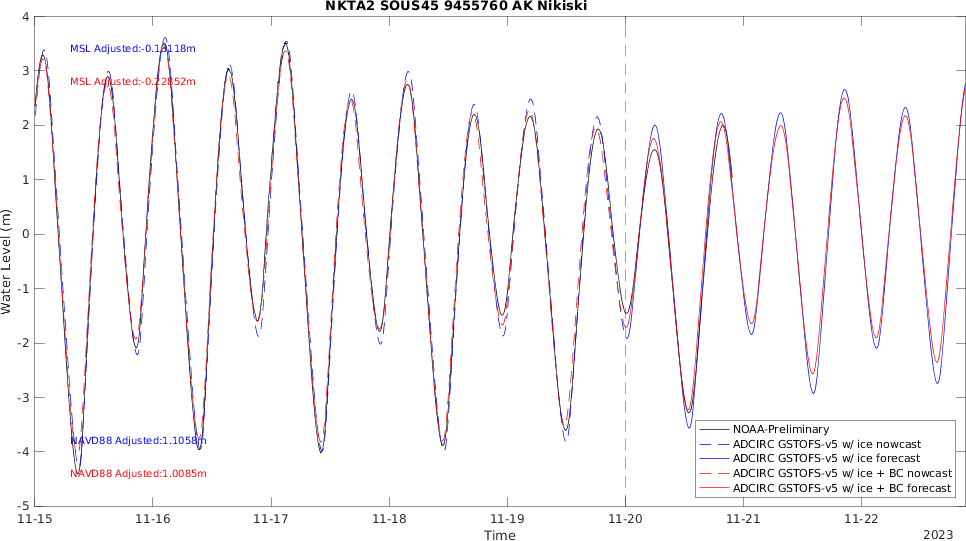 NKTA2 SOUS45 9455760 AK Nikiski
4
3
2
1
0
-1
-2
-3
-4
-5
Water Level (m)
MSL Adjusted:-0.13118m
MSL Adjusted:-0.22852m
NAVD88 Adjusted:1.1058m
NAVD88 Adjusted:1.0085m
NOAA-Preliminary
ADCIRC GSTOFS-v5 w/ ice nowcast
ADCIRC GSTOFS-v5 w/ ice forecast
ADCIRC GSTOFS-v5 w/ ice + BC nowcast
ADCIRC GSTOFS-v5 w/ ice + BC forecast
11-15 11-16 11-17 11-18 11-19 11-20 11-21 11-22
Time
2023